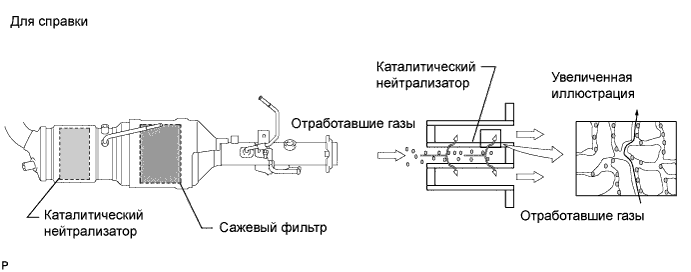 Для справки
Каталитический
нейтрализатор
Сажевый фильтр
Отработавшие газы
Каталитический
нейтрализатор
Увеличенная
иллюстрация
Отработавшие газы
P